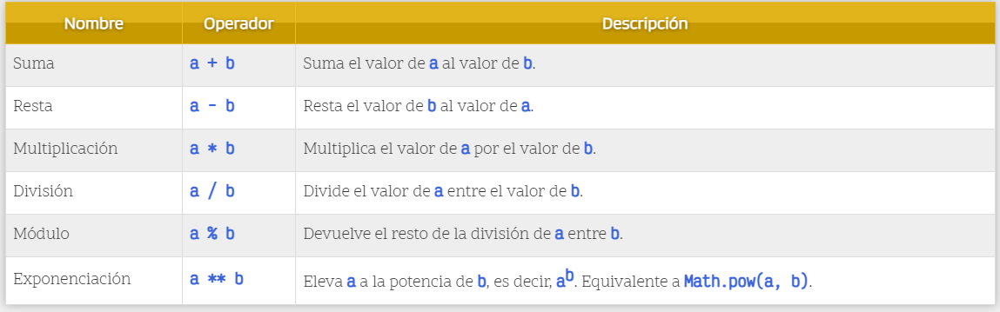 Nombre Operador Descripción
Suma a + b Suma el valor de a al valor de b.
Resta a - b Resta el valor de b al valor de a.
Multiplicación a * b Multiplica el valor de a por el valor de b.
División a / b Divide el valor de a entre el valor de b.
Módulo a % b Devuelve el resto de la división de a entre b.
Exponenciación a ** b Eleva a a la potencia de b, es decir, a^b. Equivalente a Math.pow(a, b).